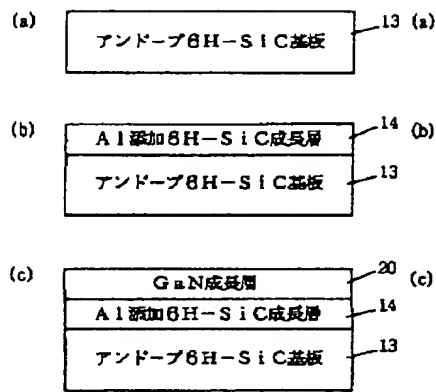 (a) アンドープ6H-SiC基板 13 (a)
(b) Al添加6H-SiC成長層 14 (b)
アンドープ6H-SiC基板 13
(c) GaN成長層 20 (c)
Al添加6H-SiC成長層 14
アンドープ6H-SiC基板 13